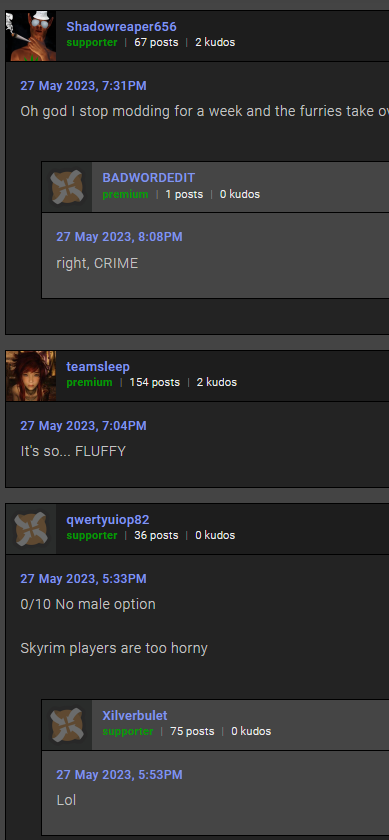 Shadowreaper656
supporter | 67 posts | 2 kudos
27 May 2023, 7:31PM
Oh god I stop modding for a week and the furries take
BADWORDEDIT
premium | 1 posts | 0 kudos
27 May 2023, 8:08PM
right, CRIME
teamsleep
premium | 154 posts | 2 kudos
27 May 2023, 7:04PM
It's so... FLUFFY
qwertyuiop82
supporter | 36 posts | 0 kudos
27 May 2023, 5:33PM
0/10 No male option
Skyrim players are too horny
Xilverbulet
supporter | 75 posts | 0 kudos
27 May 2023, 5:53PM
Lol